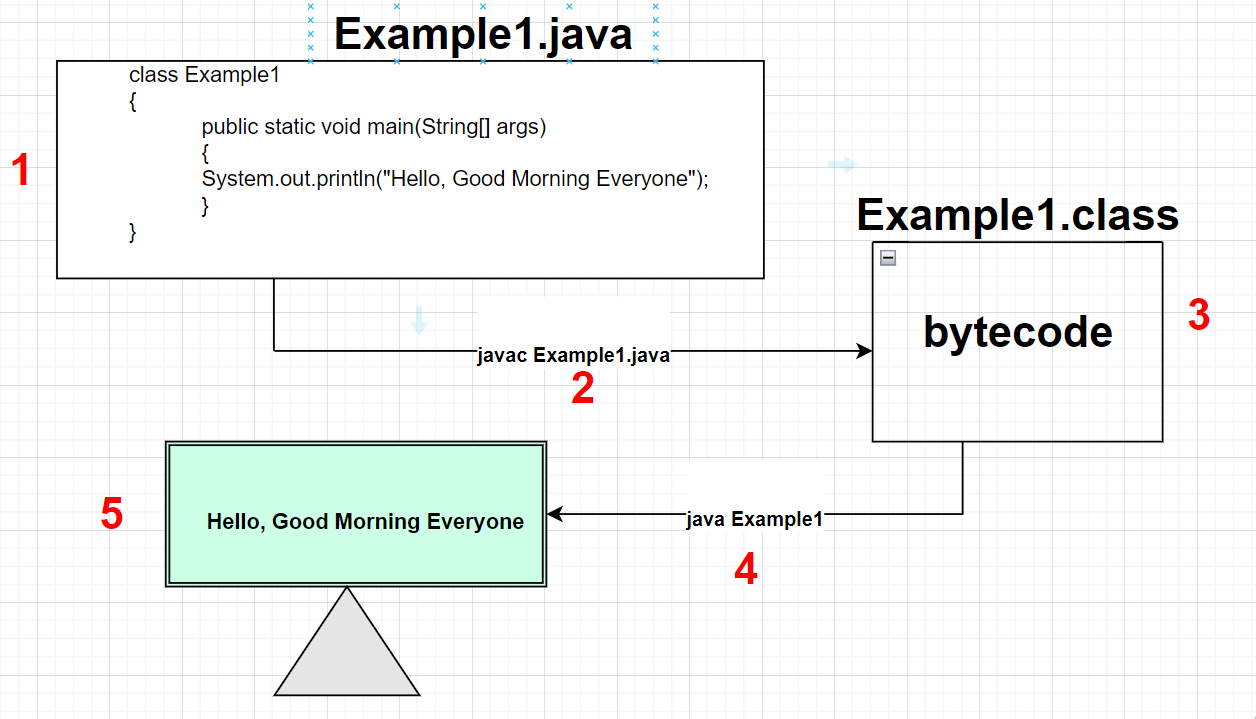 Example1.java
class Example1
{
public static void main(String[] args)
{
System.out.println("Hello, Good Morning Everyone");
}
}
1
Example1.class
bytecode
3
javac Example1.java
2
5
Hello, Good Morning Everyone
java Example1
4